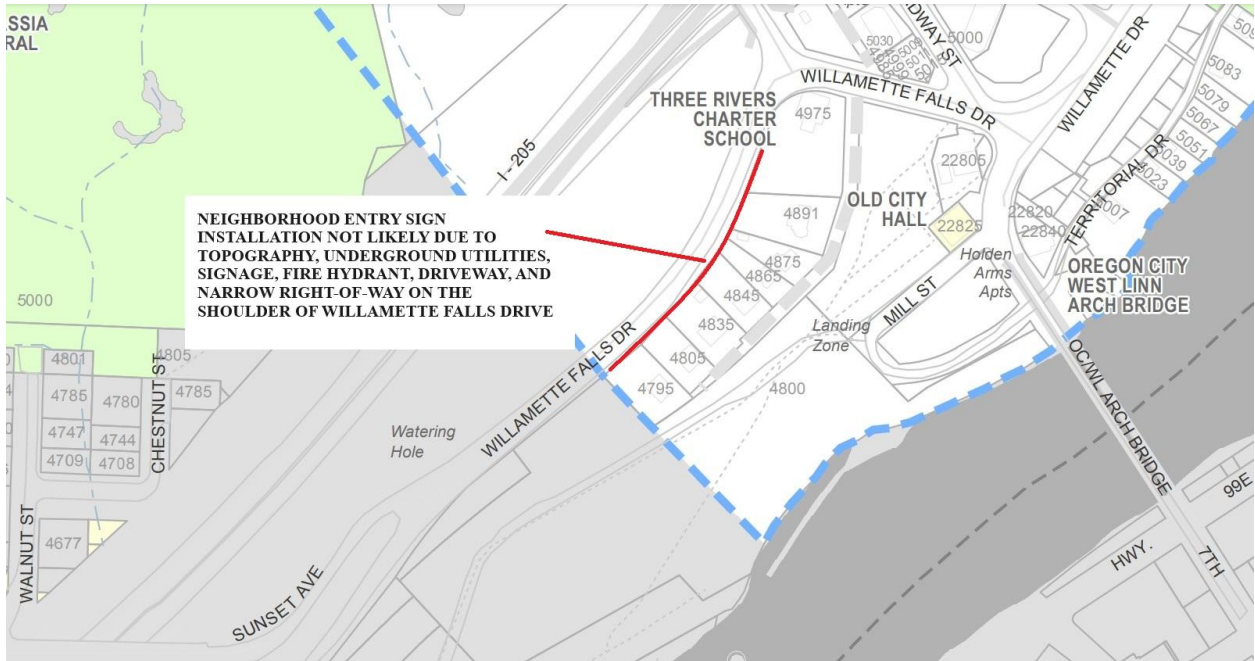 SSIA
RAL
WILLAMETTE DR
5000
5030
5083
5079
5067
5051
5039
5023
WILLAMETTE FALLS DR
THREE RIVERS
CHARTER
SCHOOL
4975
I-205
22805
TERRITORIAL DR
OLD CITY
HALL
22825
22820
22840
4891
NEIGHBORHOOD ENTRY SIGN
INSTALLATION NOT LIKELY DUE TO
TOPOGRAPHY, UNDERGROUND UTILITIES,
SIGNAGE, FIRE HYDRANT, DRIVEWAY, AND
NARROW RIGHT-OF-WAY ON THE
SHOULDER OF WILLAMETTE FALLS DRIVE
4875
4865
4845
4835
4805
4795
Holden
Arms
Apts
OREGON CITY
WEST LINN
ARCH BRIDGE
MILL ST
Landing
Zone
4800
5000
WILLAMETTE FALLS DR
OC/WL ARCH BRIDGE
4801
4805
4785
4780
4785
4747
4744
4709
4708
CHESTNUT ST
Watering
Hole
WALNUT ST
4677
SUNSET AVE
99E
HWY.
7TH